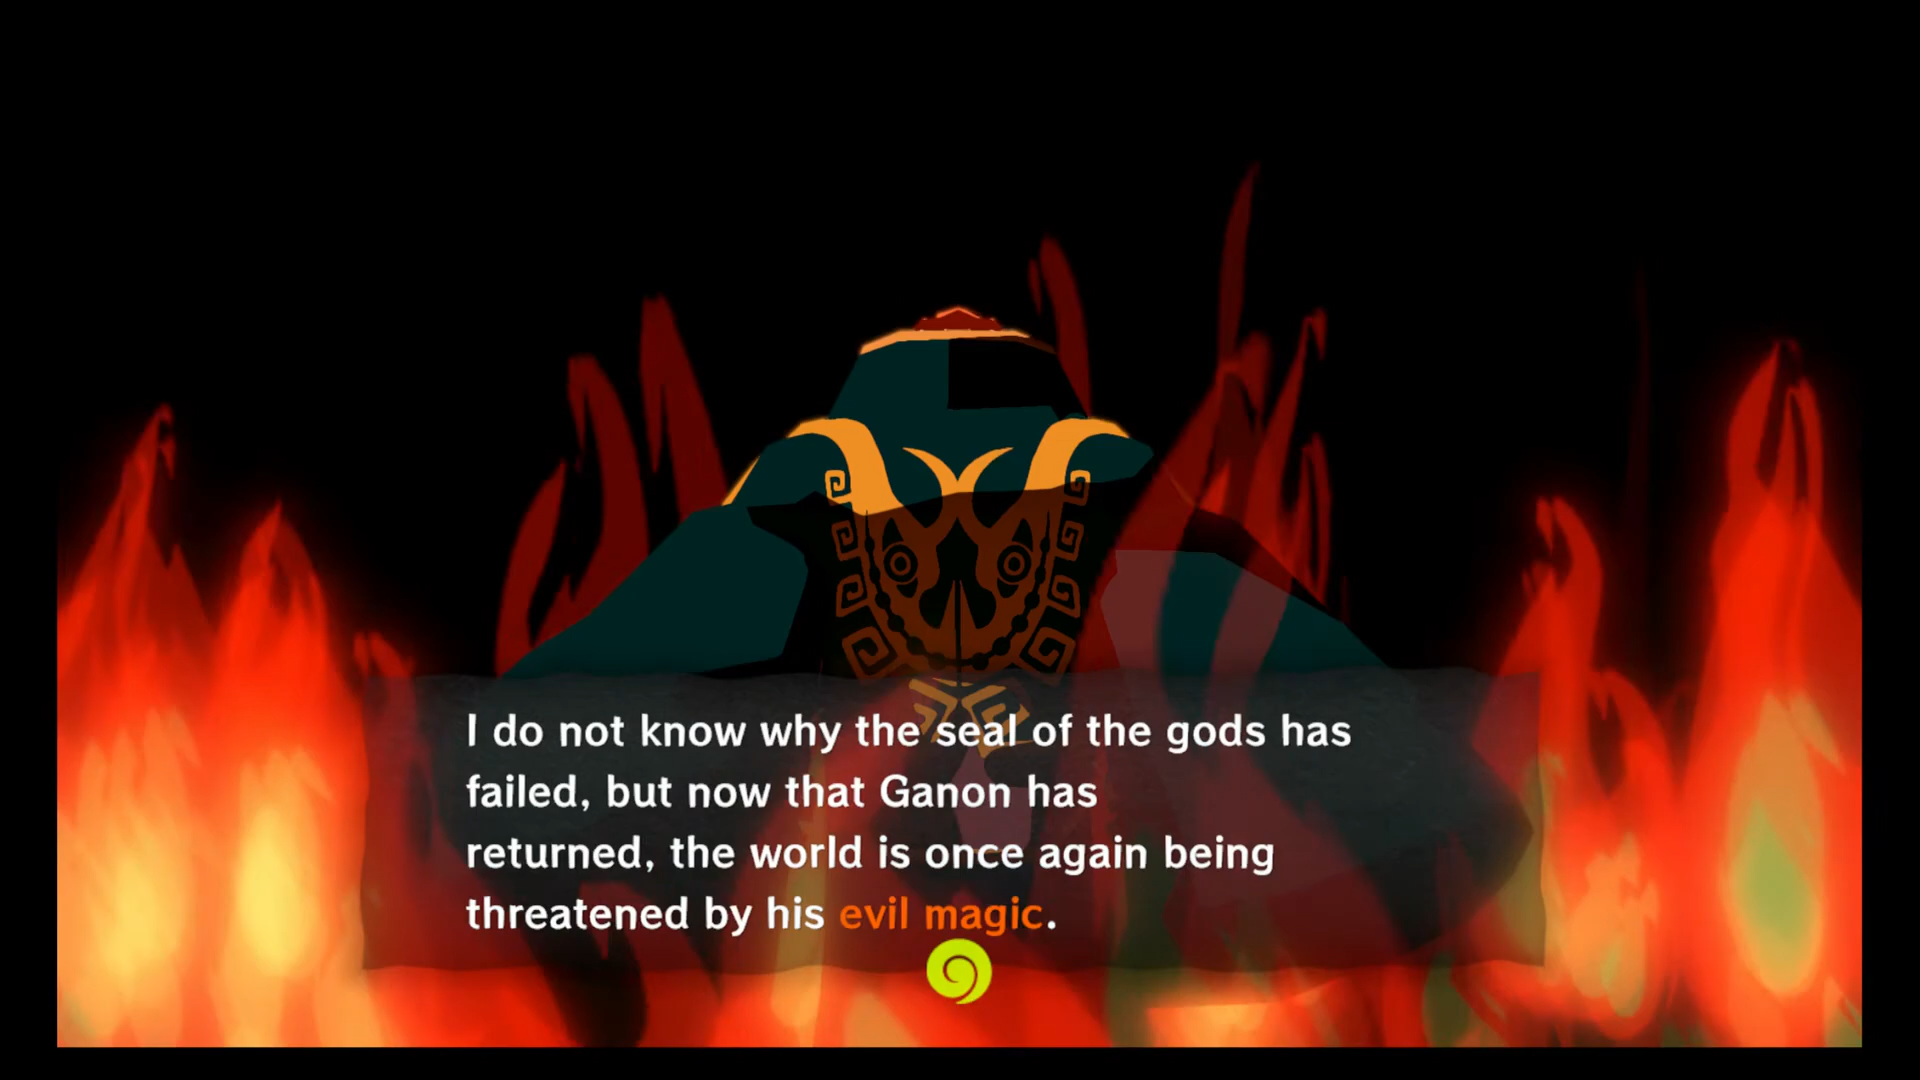 I do not know why the seal of the gods has
failed, but now that Ganon has
returned, the world is once again being
threatened by his evil magic.